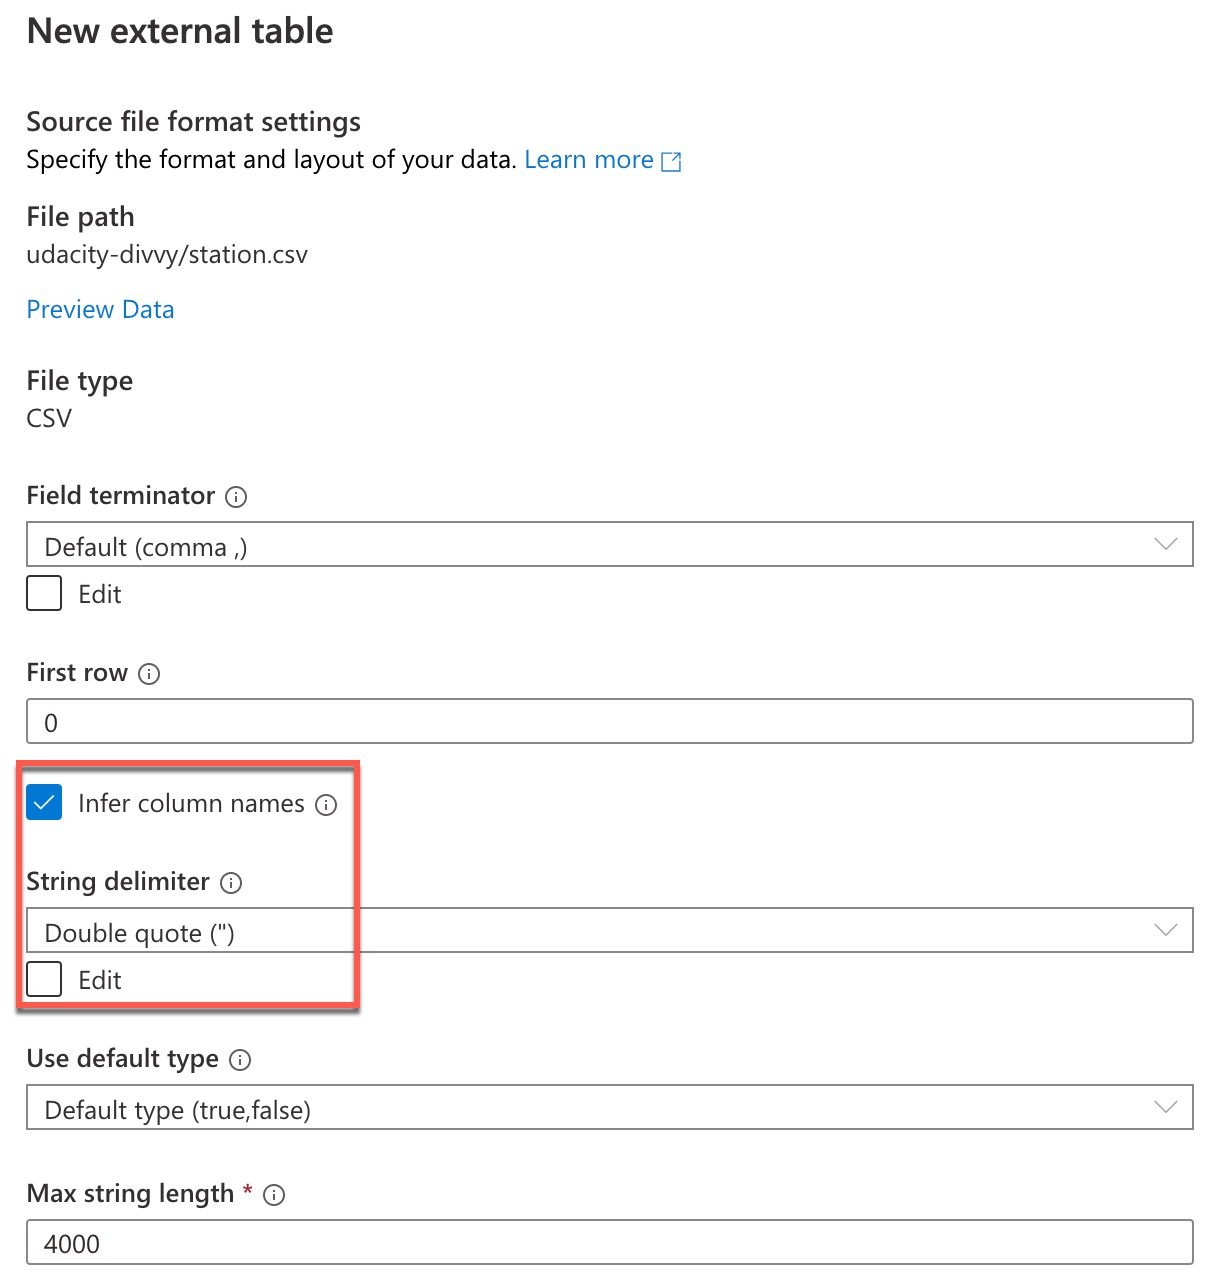 New external table
Source file format settings
Specify the format and layout of your data. Learn more
File path
udacity-divvy/station.csv
Preview Data
File type
CSV
Field terminator
Default (comma ,)
Edit
First row
0
Infer column names
String delimiter
Double quote (")
Edit
Use default type
Default type (true,false)
Max string length *
4000